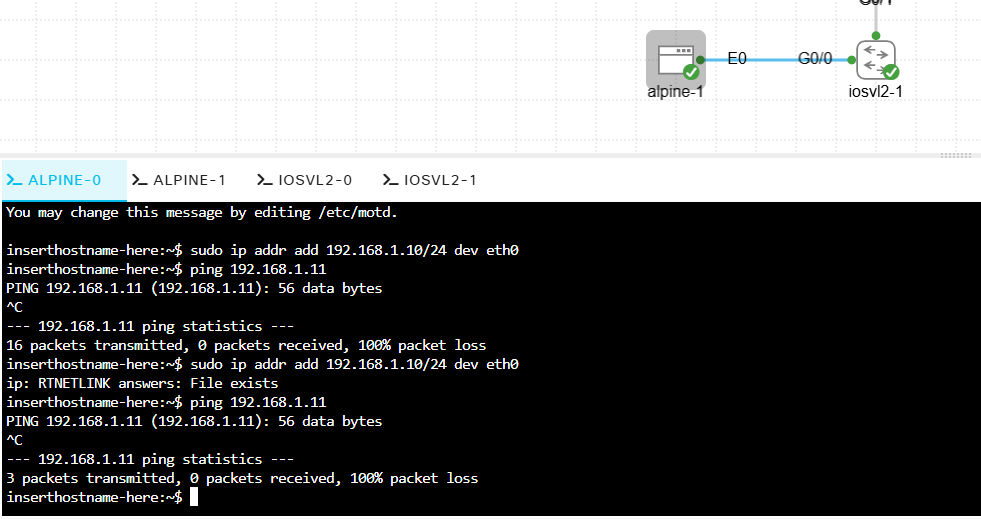 G0/1
E0
G0/0
alpine-1
iosvl2-1
ALPINE-0
ALPINE-1
IOSVL2-0
IOSVL2-1
You may change this message by editing /etc/motd.
inserthostname-here:~$ sudo ip addr add 192.168.1.10/24 dev eth0
inserthostname-here:~$ ping 192.168.1.11
PING 192.168.1.11 (192.168.1.11): 56 data bytes
^C
--- 192.168.1.11 ping statistics ---
16 packets transmitted, 0 packets received, 100% packet loss
inserthostname-here:~$ sudo ip addr add 192.168.1.10/24 dev eth0
ip: RTNETLINK answers: File exists
inserthostname-here:~$ ping 192.168.1.11
PING 192.168.1.11 (192.168.1.11): 56 data bytes
^C
--- 192.168.1.11 ping statistics ---
3 packets transmitted, 0 packets received, 100% packet loss
inserthostname-here:~$